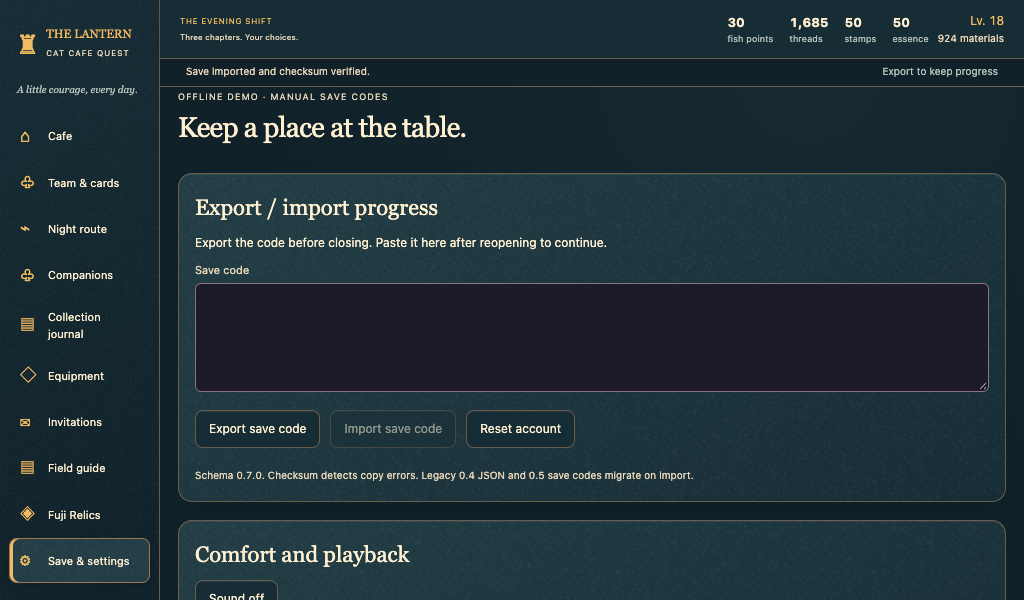 THE LANTERN
CAT CAFE QUEST
A little courage, every day.
Cafe
Team & cards
Night route
Companions
Collection
journal
Equipment
Invitations
Field guide
Fuji Relics
Save & settings
THE EVENING SHIFT
Three chapters. Your choices.
30
fish points
1,685
threads
50
stamps
50
essence
Lv. 18
924 materials
Save imported and checksum verified.
Export to keep progress
OFFLINE DEMO · MANUAL SAVE CODES
Keep a place at the table.
Export / import progress
Export the code before closing. Paste it here after reopening to continue.
Save code
Export save code
Import save code
Reset account
Schema 0.7.0. Checksum detects copy errors. Legacy 0.4 JSON and 0.5 save codes migrate on import.
Comfort and playback
Sound off